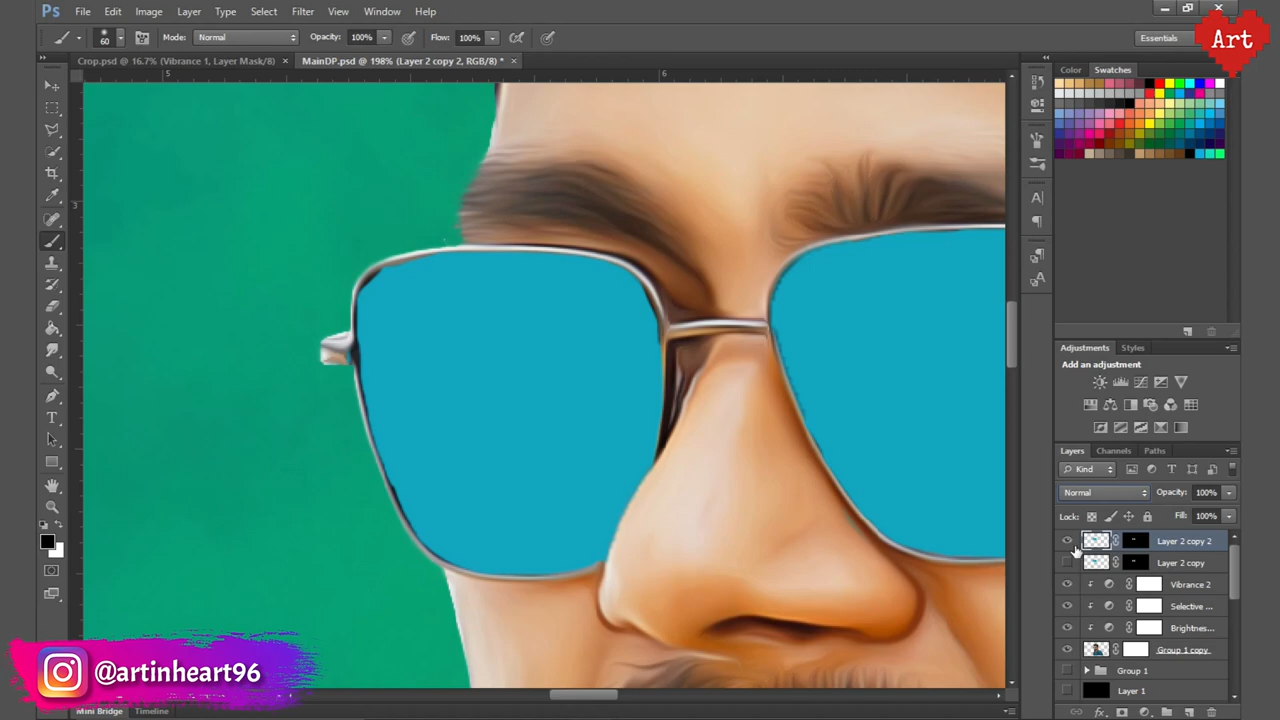 Ps File Edit Image Layer Type Select Filter View Window Help
60 Mode: Normal Opacity: 100% Flow: 100% Essentials
Art
Crop.psd @ 16.7% (Vibrance 1, Layer Mask/8) × MainDP.psd @ 198% (Layer 2 copy 2, RGB/8) * ×
Color Swatches
5 6
3
Adjustments Styles
Add an adjustment
Layers Channels Paths
Kind
Normal Opacity: 100%
Lock: Fill: 100%
Layer 2 copy 2
Layer 2 copy
Vibrance 2
Selective ...
Brightnes...
Group 1 copy
Group 1
Layer 1
@artinheart96
Mini Bridge Timeline